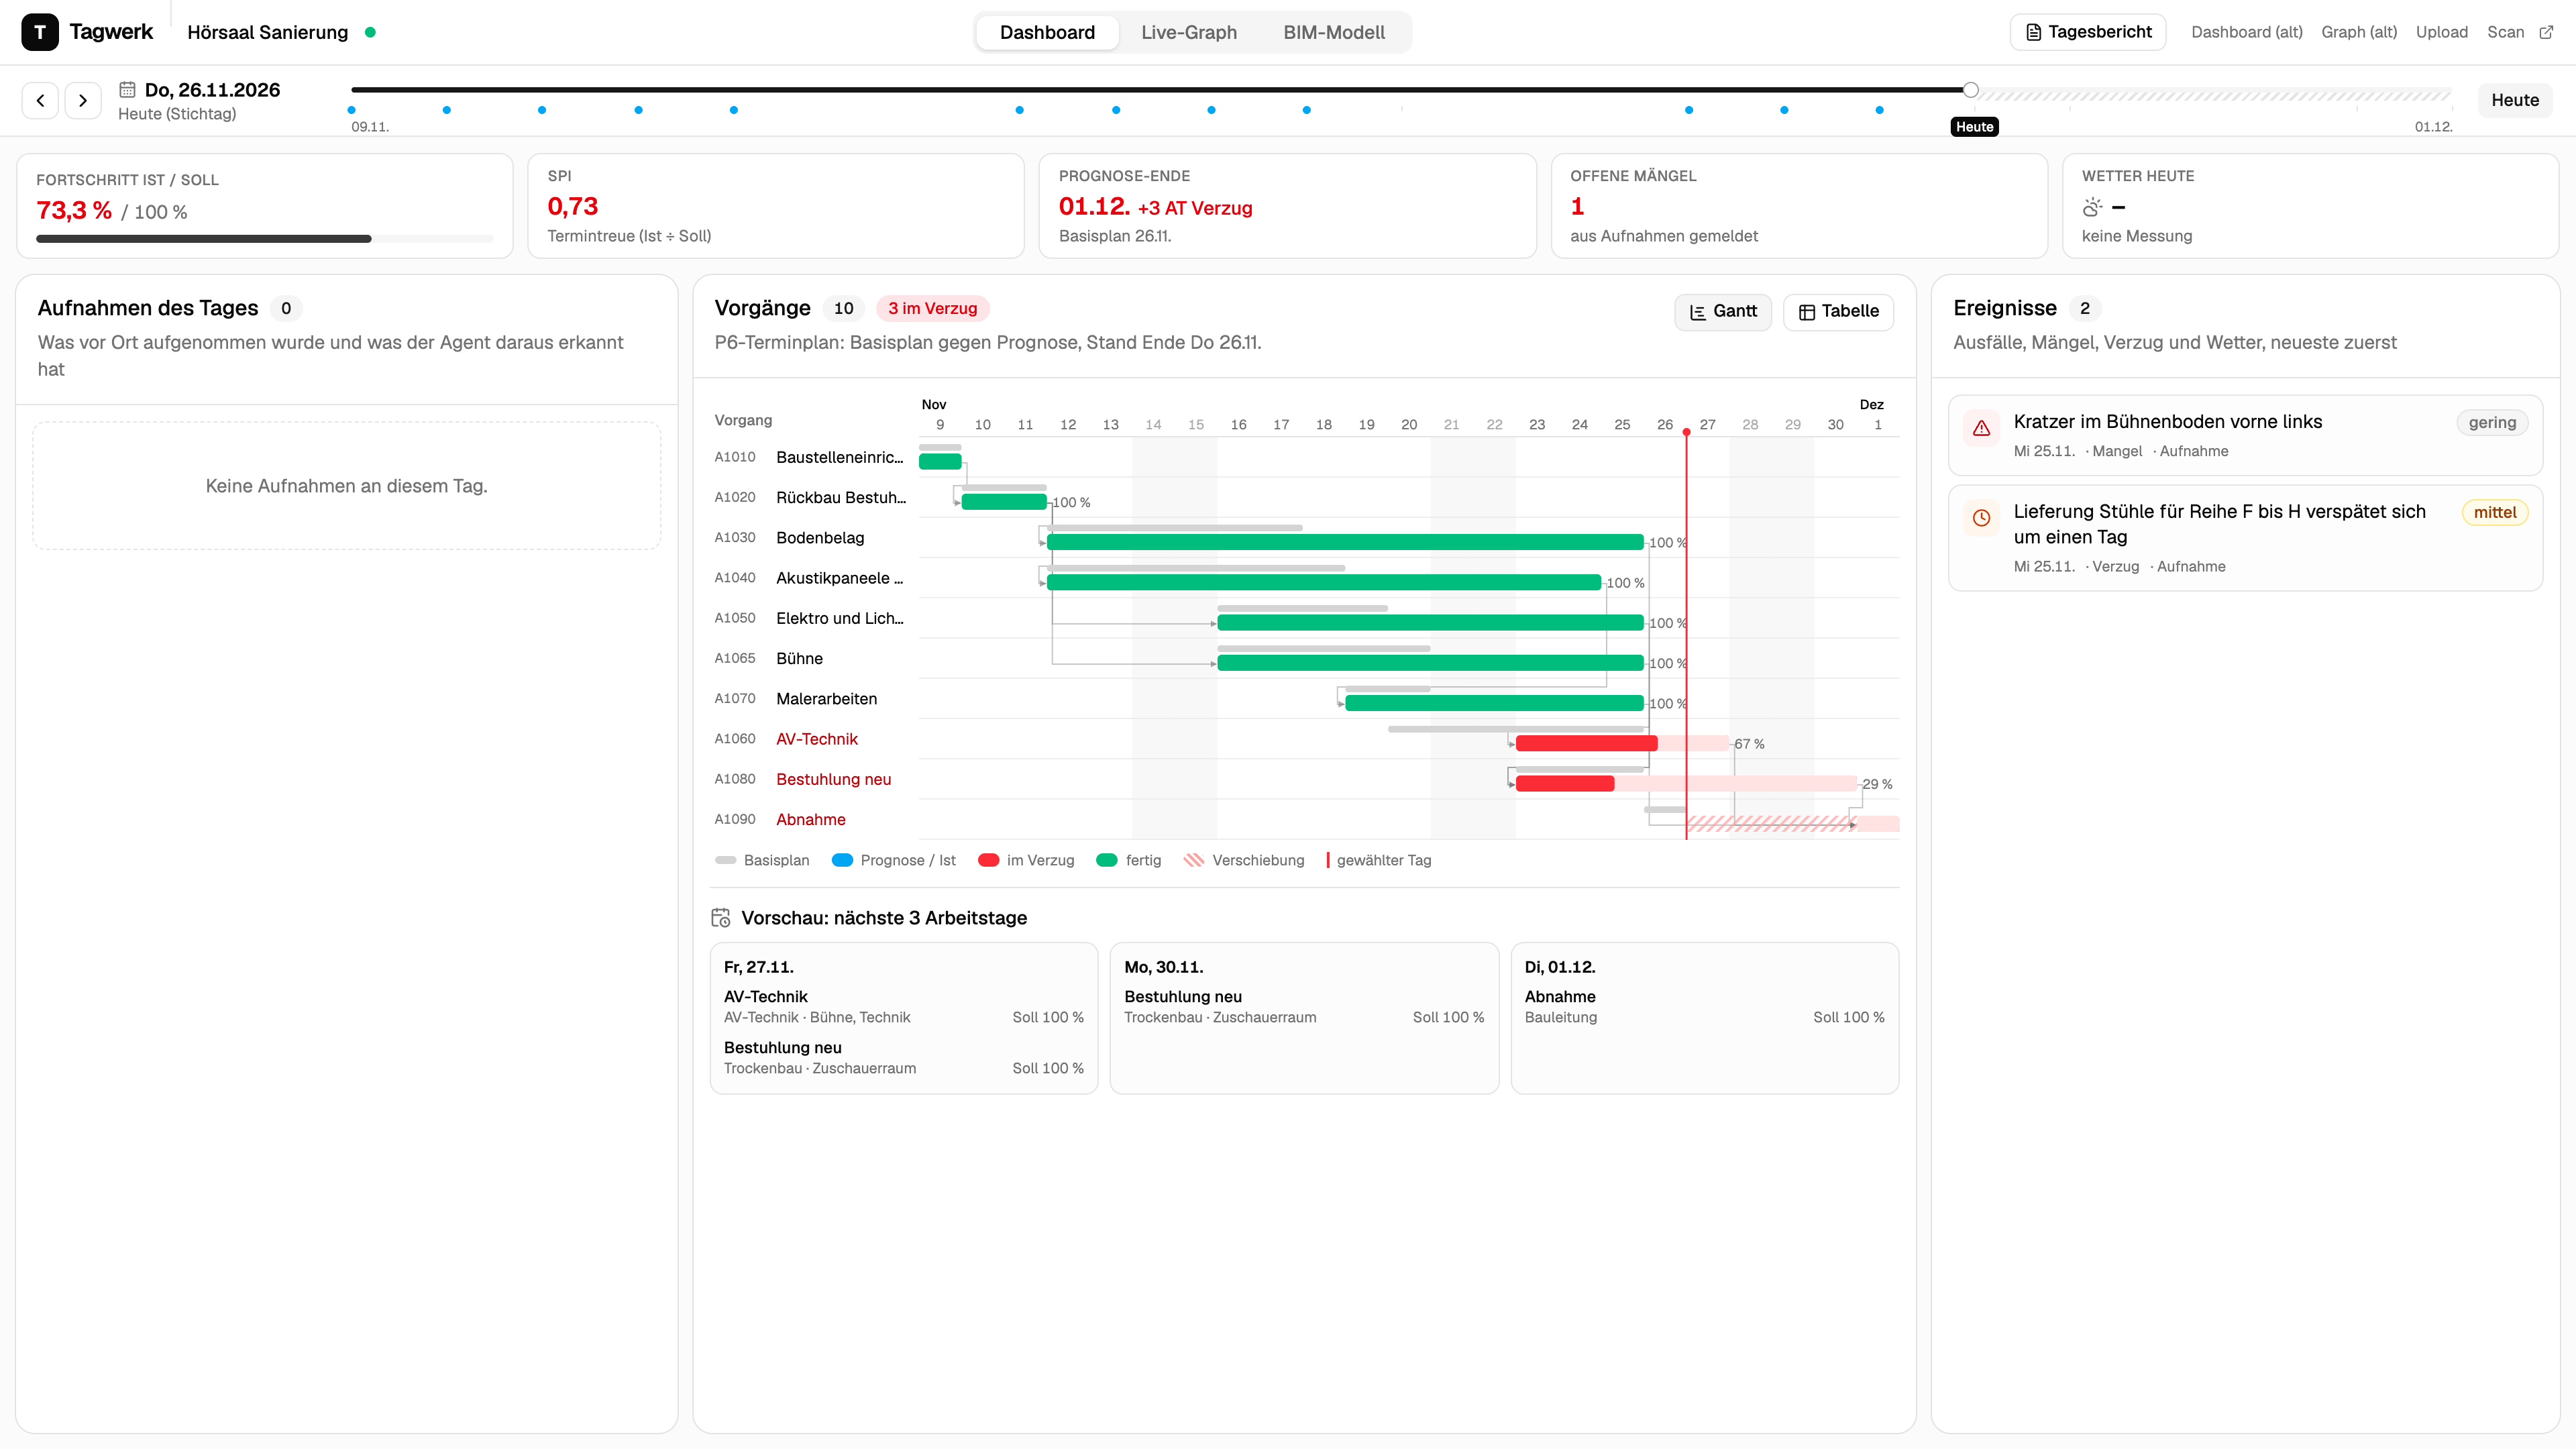 T Tagwerk Hörsaal Sanierung
Dashboard Live-Graph BIM-Modell
Tagesbericht Dashboard (alt) Graph (alt) Upload Scan
Do, 26.11.2026
Heute (Stichtag)
09.11.
Heute
01.12.
Heute
FORTSCHRITT IST / SOLL
73,3 % / 100 %
SPI
0,73
Termintreue (Ist ÷ Soll)
PROGNOSE-ENDE
01.12. +3 AT Verzug
Basisplan 26.11.
OFFENE MÄNGEL
1
aus Aufnahmen gemeldet
WETTER HEUTE
–
keine Messung
Aufnahmen des Tages 0
Was vor Ort aufgenommen wurde und was der Agent daraus erkannt
hat
Keine Aufnahmen an diesem Tag.
Vorgänge 10 3 im Verzug
P6-Terminplan: Basisplan gegen Prognose, Stand Ende Do 26.11.
Gantt Tabelle
Nov Dez
Vorgang 9 10 11 12 13 14 15 16 17 18 19 20 21 22 23 24 25 26 27 28 29 30 1
A1010 Baustelleneinric...
A1020 Rückbau Bestuh... 100 %
A1030 Bodenbelag 100 %
A1040 Akustikpaneele ... 100 %
A1050 Elektro und Lich... 100 %
A1065 Bühne 100 %
A1070 Malerarbeiten 100 %
A1060 AV-Technik 67 %
A1080 Bestuhlung neu 29 %
A1090 Abnahme
Basisplan Prognose / Ist im Verzug fertig Verschiebung gewählter Tag
Vorschau: nächste 3 Arbeitstage
Fr, 27.11.
AV-Technik
AV-Technik · Bühne, Technik Soll 100 %
Bestuhlung neu
Trockenbau · Zuschauerraum Soll 100 %
Mo, 30.11.
Bestuhlung neu
Trockenbau · Zuschauerraum Soll 100 %
Di, 01.12.
Abnahme
Bauleitung Soll 100 %
Ereignisse 2
Ausfälle, Mängel, Verzug und Wetter, neueste zuerst
Kratzer im Bühnenboden vorne links gering
Mi 25.11. · Mangel · Aufnahme
Lieferung Stühle für Reihe F bis H verspätet sich mittel
um einen Tag
Mi 25.11. · Verzug · Aufnahme